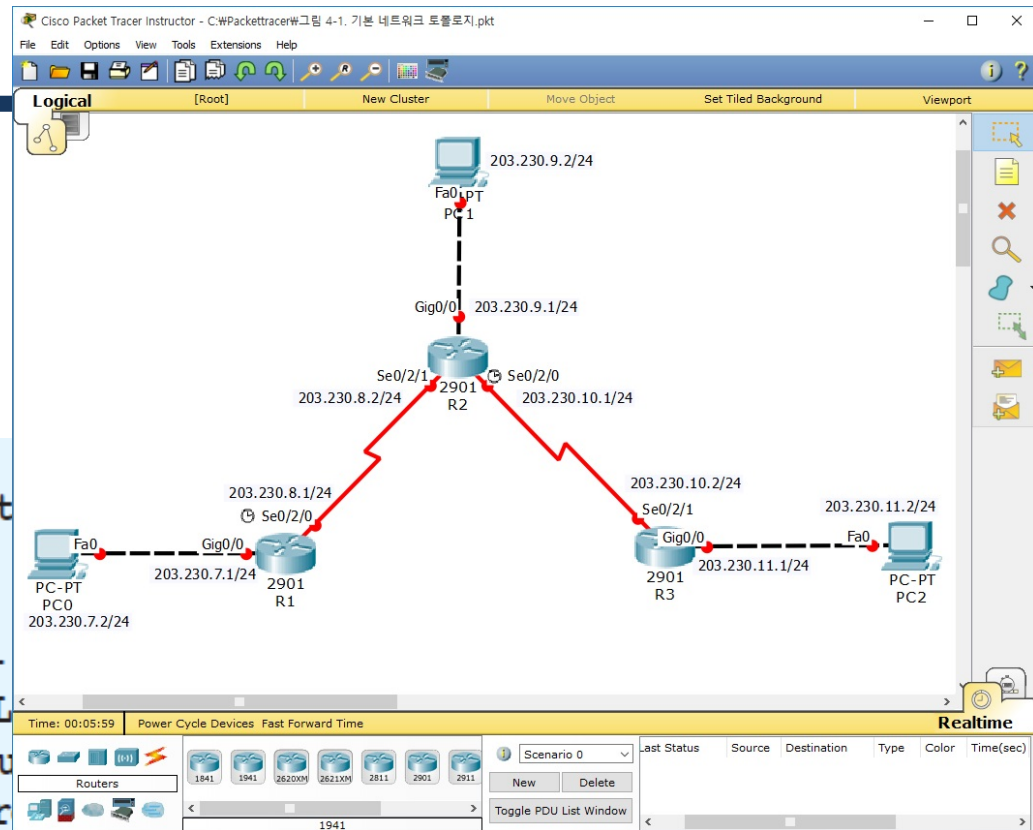 Cisco Packet Tracer Instructor - C:₩Packettracer₩그림 4-1. 기본 네트워크 토폴로지.pkt
File Edit Options View Tools Extensions Help
Logical [Root] New Cluster Move Object Set Tiled Background Viewport
203.230.9.2/24
Fa0
PC1
Gig0/0 203.230.9.1/24
Se0/2/1 Se0/2/0
2901
203.230.8.2/24 203.230.10.1/24
R2
203.230.8.1/24
Se0/2/0
203.230.10.2/24
Se0/2/1
203.230.11.2/24
Fa0 Gig0/0
203.230.7.1/24
2901
R1
PC-PT
PC0
203.230.7.2/24
Gig0/0 Fa0
203.230.11.1/24
2901
R3
PC-PT
PC2
Realtime
Time: 00:05:59 Power Cycle Devices Fast Forward Time
Routers
1841 1941 2620XM 2621XM 2811 2901 2911
1941
Scenario 0
New Delete
Toggle PDU List Window
Last Status Source Destination Type Color Time(sec)